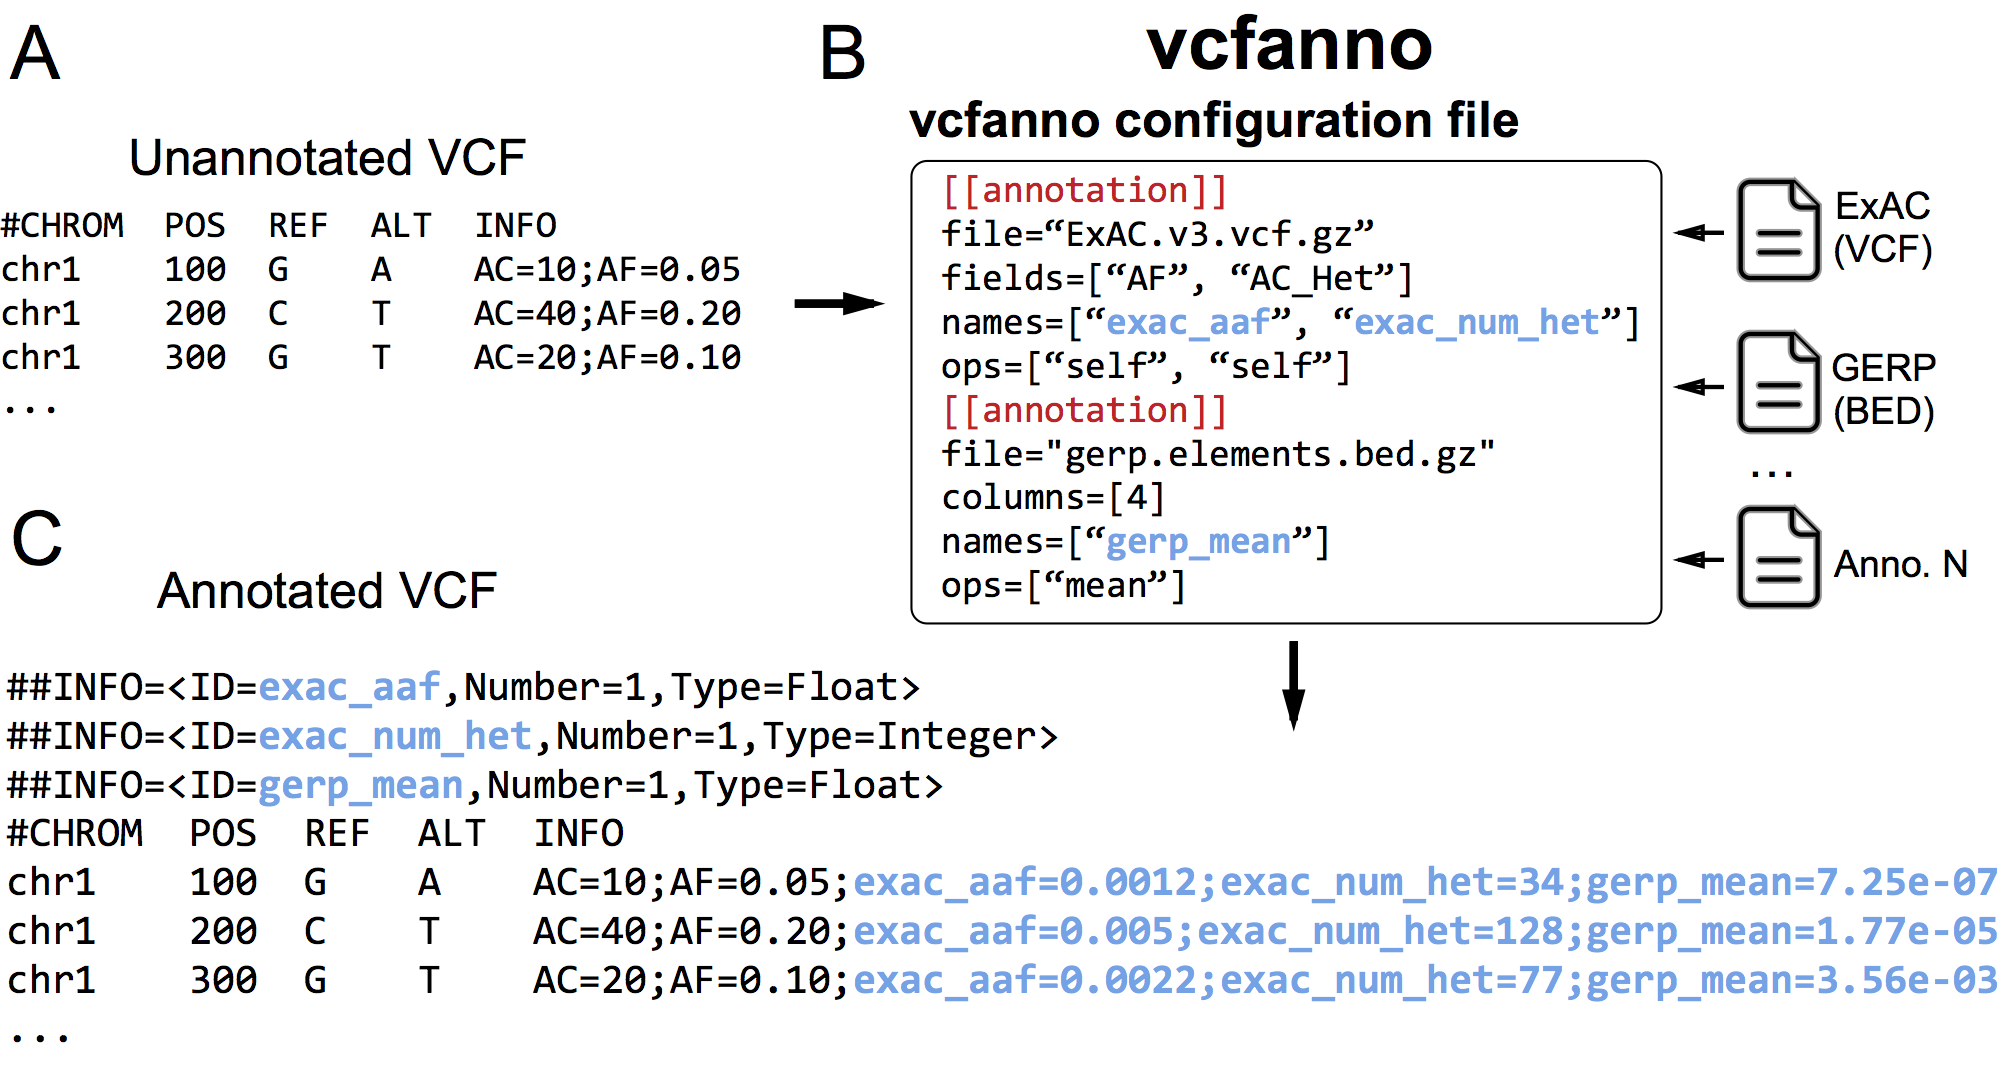 A
Unannotated VCF
#CHROM POS REF ALT INFO
chr1 100 G A AC=10;AF=0.05
chr1 200 C T AC=40;AF=0.20
chr1 300 G T AC=20;AF=0.10
...
B
vcfanno
vcfanno configuration file
[[annotation]]
file=“ExAC.v3.vcf.gz”
fields=[“AF”, “AC_Het”]
names=[“exac_aaf”, “exac_num_het”]
ops=[“self”, “self”]
[[annotation]]
file="gerp.elements.bed.gz"
columns=[4]
names=[“gerp_mean”]
ops=[“mean”]
ExAC
(VCF)
GERP
(BED)
...
Anno. N
C
Annotated VCF
##INFO=<ID=exac_aaf,Number=1,Type=Float>
##INFO=<ID=exac_num_het,Number=1,Type=Integer>
##INFO=<ID=gerp_mean,Number=1,Type=Float>
#CHROM POS REF ALT INFO
chr1 100 G A AC=10;AF=0.05;exac_aaf=0.0012;exac_num_het=34;gerp_mean=7.25e-07
chr1 200 C T AC=40;AF=0.20;exac_aaf=0.005;exac_num_het=128;gerp_mean=1.77e-05
chr1 300 G T AC=20;AF=0.10;exac_aaf=0.0022;exac_num_het=77;gerp_mean=3.56e-03
...